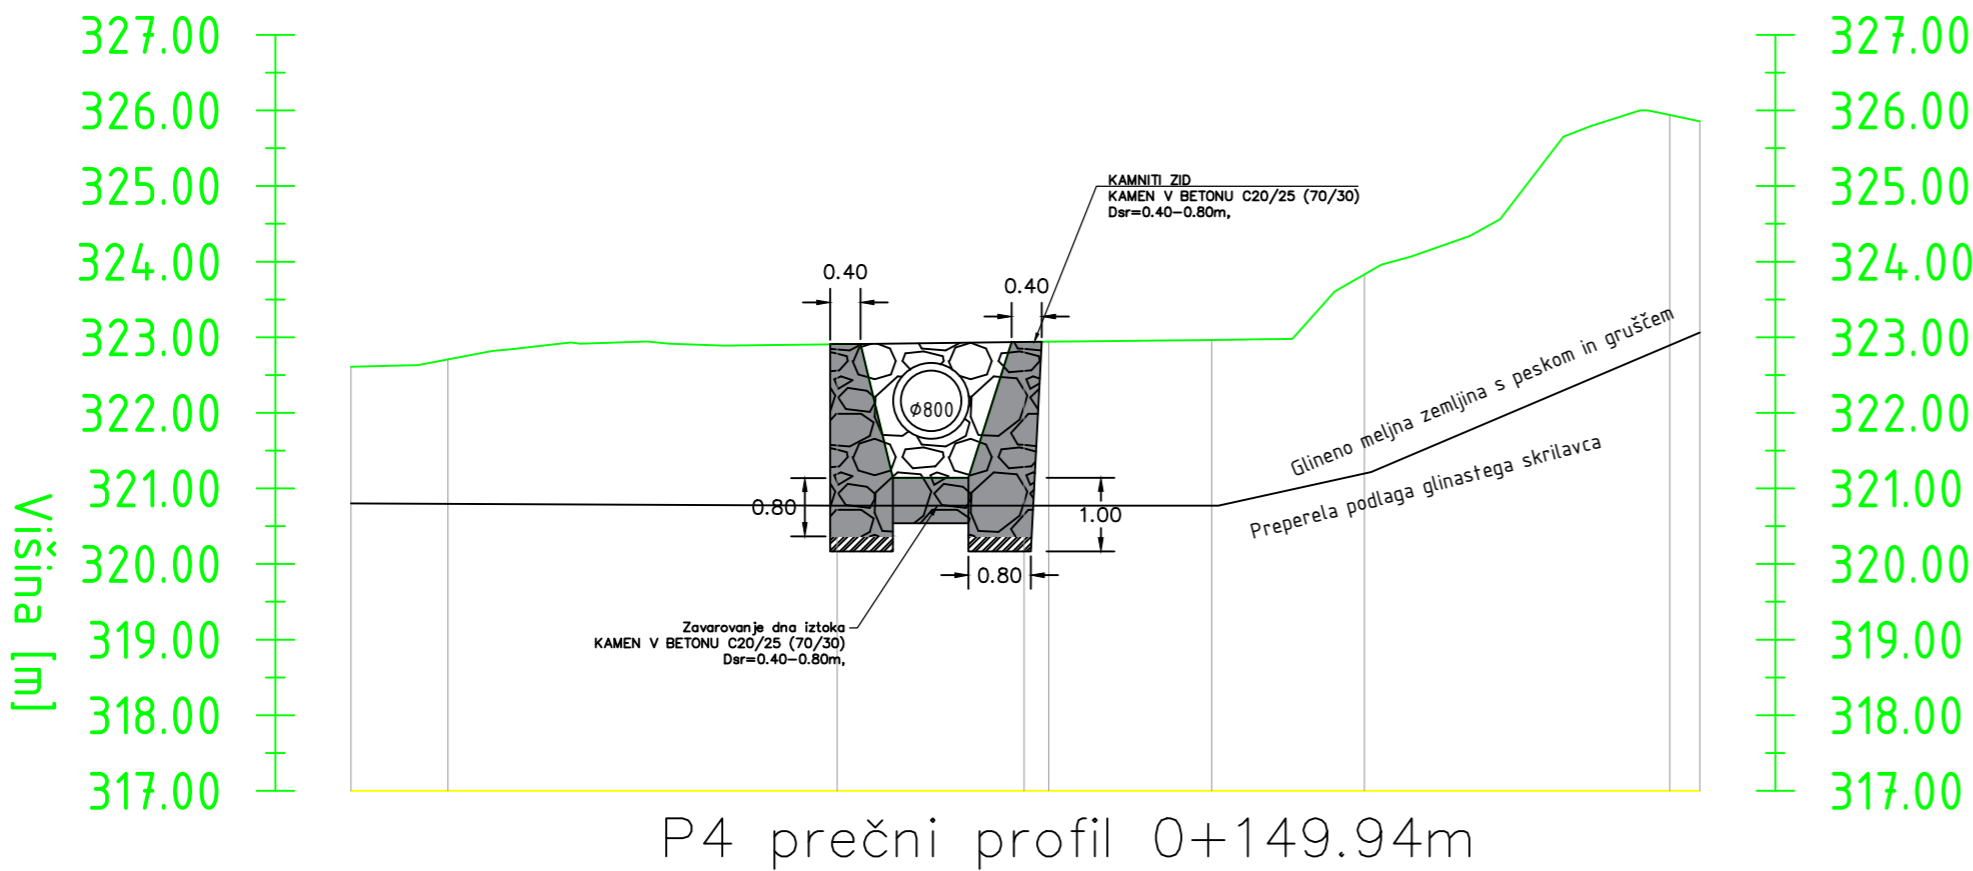 327.00
326.00
325.00
324.00
323.00
322.00
321.00
320.00
319.00
318.00
317.00
Višina [m]
KAMNITI ZID
KAMEN V BETONU C20/25 (70/30)
Dsr=0.40-0.80m,
0.40
0.40
Ø800
0.80
1.00
0.80
Zavarovanje dna iztoka
KAMEN V BETONU C20/25 (70/30)
Dsr=0.40-0.80m,
Glineno meljna zemljina s peskom in gruščem
Preperela podlaga glinastega skrilavca
327.00
326.00
325.00
324.00
323.00
322.00
321.00
320.00
319.00
318.00
317.00
P4 prečni profil 0+149.94m